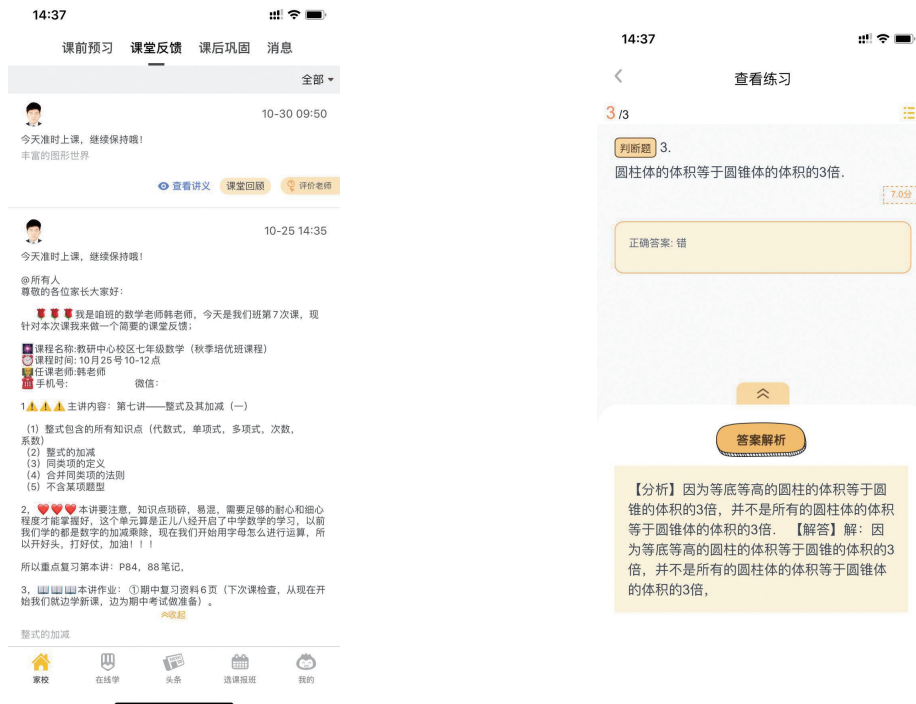 14:37
课前预习 课堂反馈 课后巩固 消息
全部
10-30 09:50
今天准时上课，继续保持哦！
丰富的图形世界
查看讲义 课堂回顾 评价老师
10-25 14:35
今天准时上课，继续保持哦！
@所有人
尊敬的各位家长大家好：
🌹🌹🌹我是咱班的数学老师韩老师，今天是我们班第7次课，现
针对本次课我来做一个简要的课堂反馈；
🎆课程名称:教研中心校区七年级数学（秋季培优班课程）
⏰课程时间: 10月25号10-12点
任课老师:韩老师
☎️手机号: 微信:
1⚠️⚠️⚠️主讲内容：第七讲——整式及其加减（一）
（1）整式包含的所有知识点（代数式，单项式，多项式，次数，
系数）
（2）整式的加减
（3）同类项的定义
（4）合并同类项的法则
（5）不含某项题型
2，❤️❤️❤️本讲要注意，知识点琐碎，易混，需要足够的耐心和细心
程度才能掌握好，这个单元算是正儿八经开启了中学数学的学习，以前
我们学的都是数字的加减乘除，现在我们开始用字母怎么进行运算，所
以开好头，打好仗，加油！！！
所以重点复习第本讲：P84，88笔记，
3，📖📖📖本讲作业：①期中复习资料6页（下次课检查，从现在开
始我们就边学新课，边为期中考试做准备）。
收起
整式的加减
家校 在线学 头条 选课报班 我的
14:37
查看练习
3 /3
判断题 3.
圆柱体的体积等于圆锥体的体积的3倍.
7.0分
正确答案: 错
答案解析
【分析】因为等底等高的圆柱的体积等于圆
锥的体积的3倍，并不是所有的圆柱体的体积
等于圆锥体的体积的3倍. 【解答】解：因
为等底等高的圆柱的体积等于圆锥的体积的3
倍，并不是所有的圆柱体的体积等于圆锥体
的体积的3倍，